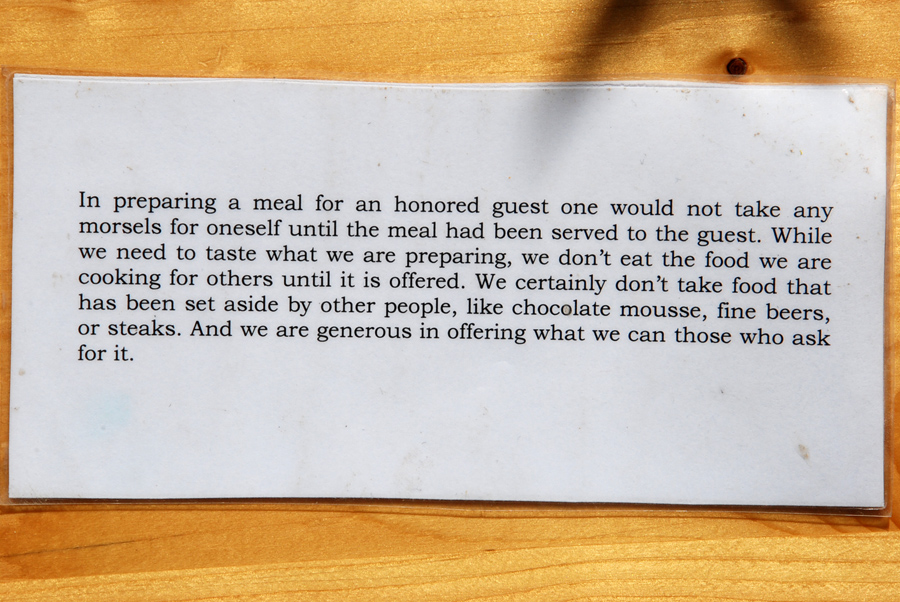 In preparing a meal for an honored guest one would not take any
morsels for oneself until the meal had been served to the guest. While
we need to taste what we are preparing, we don't eat the food we are
cooking for others until it is offered. We certainly don't take food that
has been set aside by other people, like chocolate mousse, fine beers,
or steaks. And we are generous in offering what we can those who ask
for it.